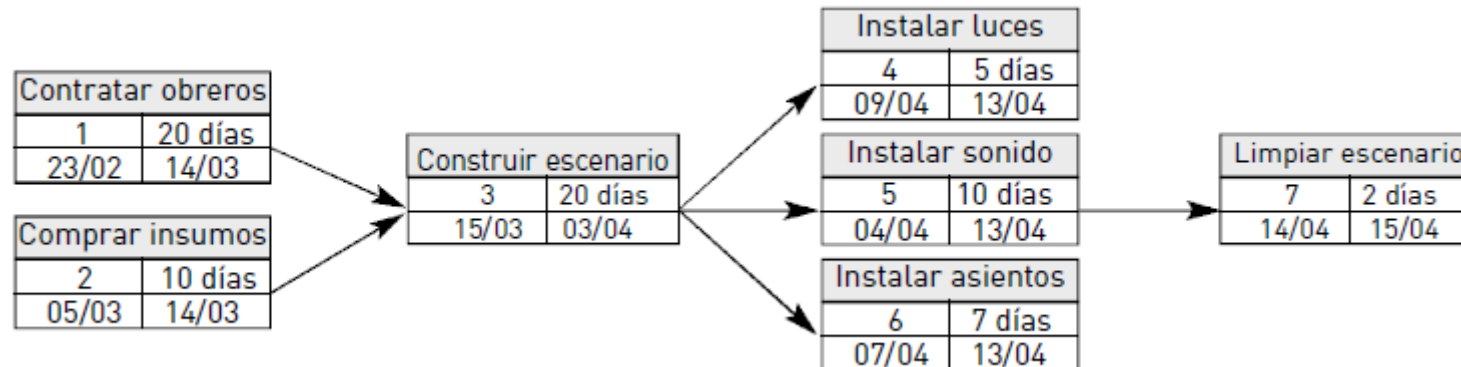 Contratar obreros
1 20 días
23/02 14/03
Comprar insumos
2 10 días
05/03 14/03
Construir escenario
3 20 días
15/03 03/04
Instalar luces
4 5 días
09/04 13/04
Instalar sonido
5 10 días
04/04 13/04
Instalar asientos
6 7 días
07/04 13/04
Limpiar escenario
7 2 días
14/04 15/04